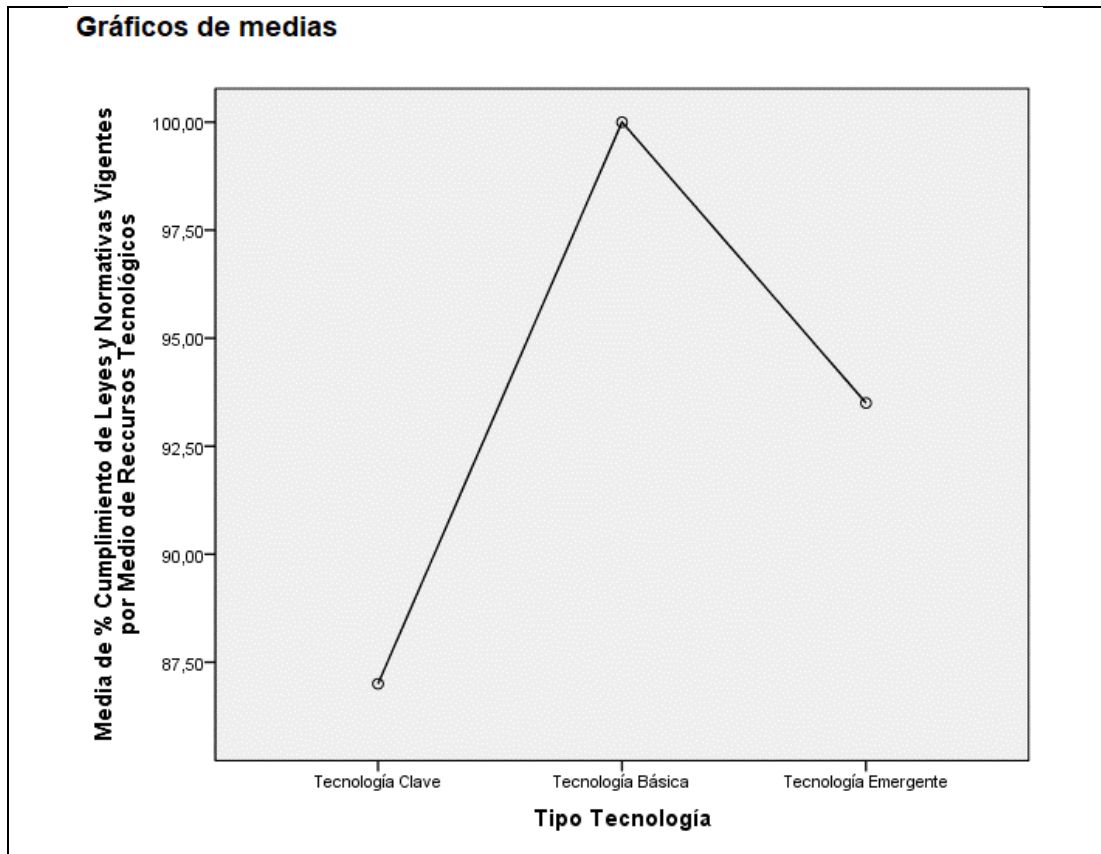 Gráficos de medias
Media de % Cumplimiento de Leyes y Normativas Vigentes
por Medio de Reccursos Tecnológicos
100,00
97,50
95,00
92,50
90,00
87,50
Tecnología Clave
Tecnología Básica
Tecnología Emergente
Tipo Tecnología